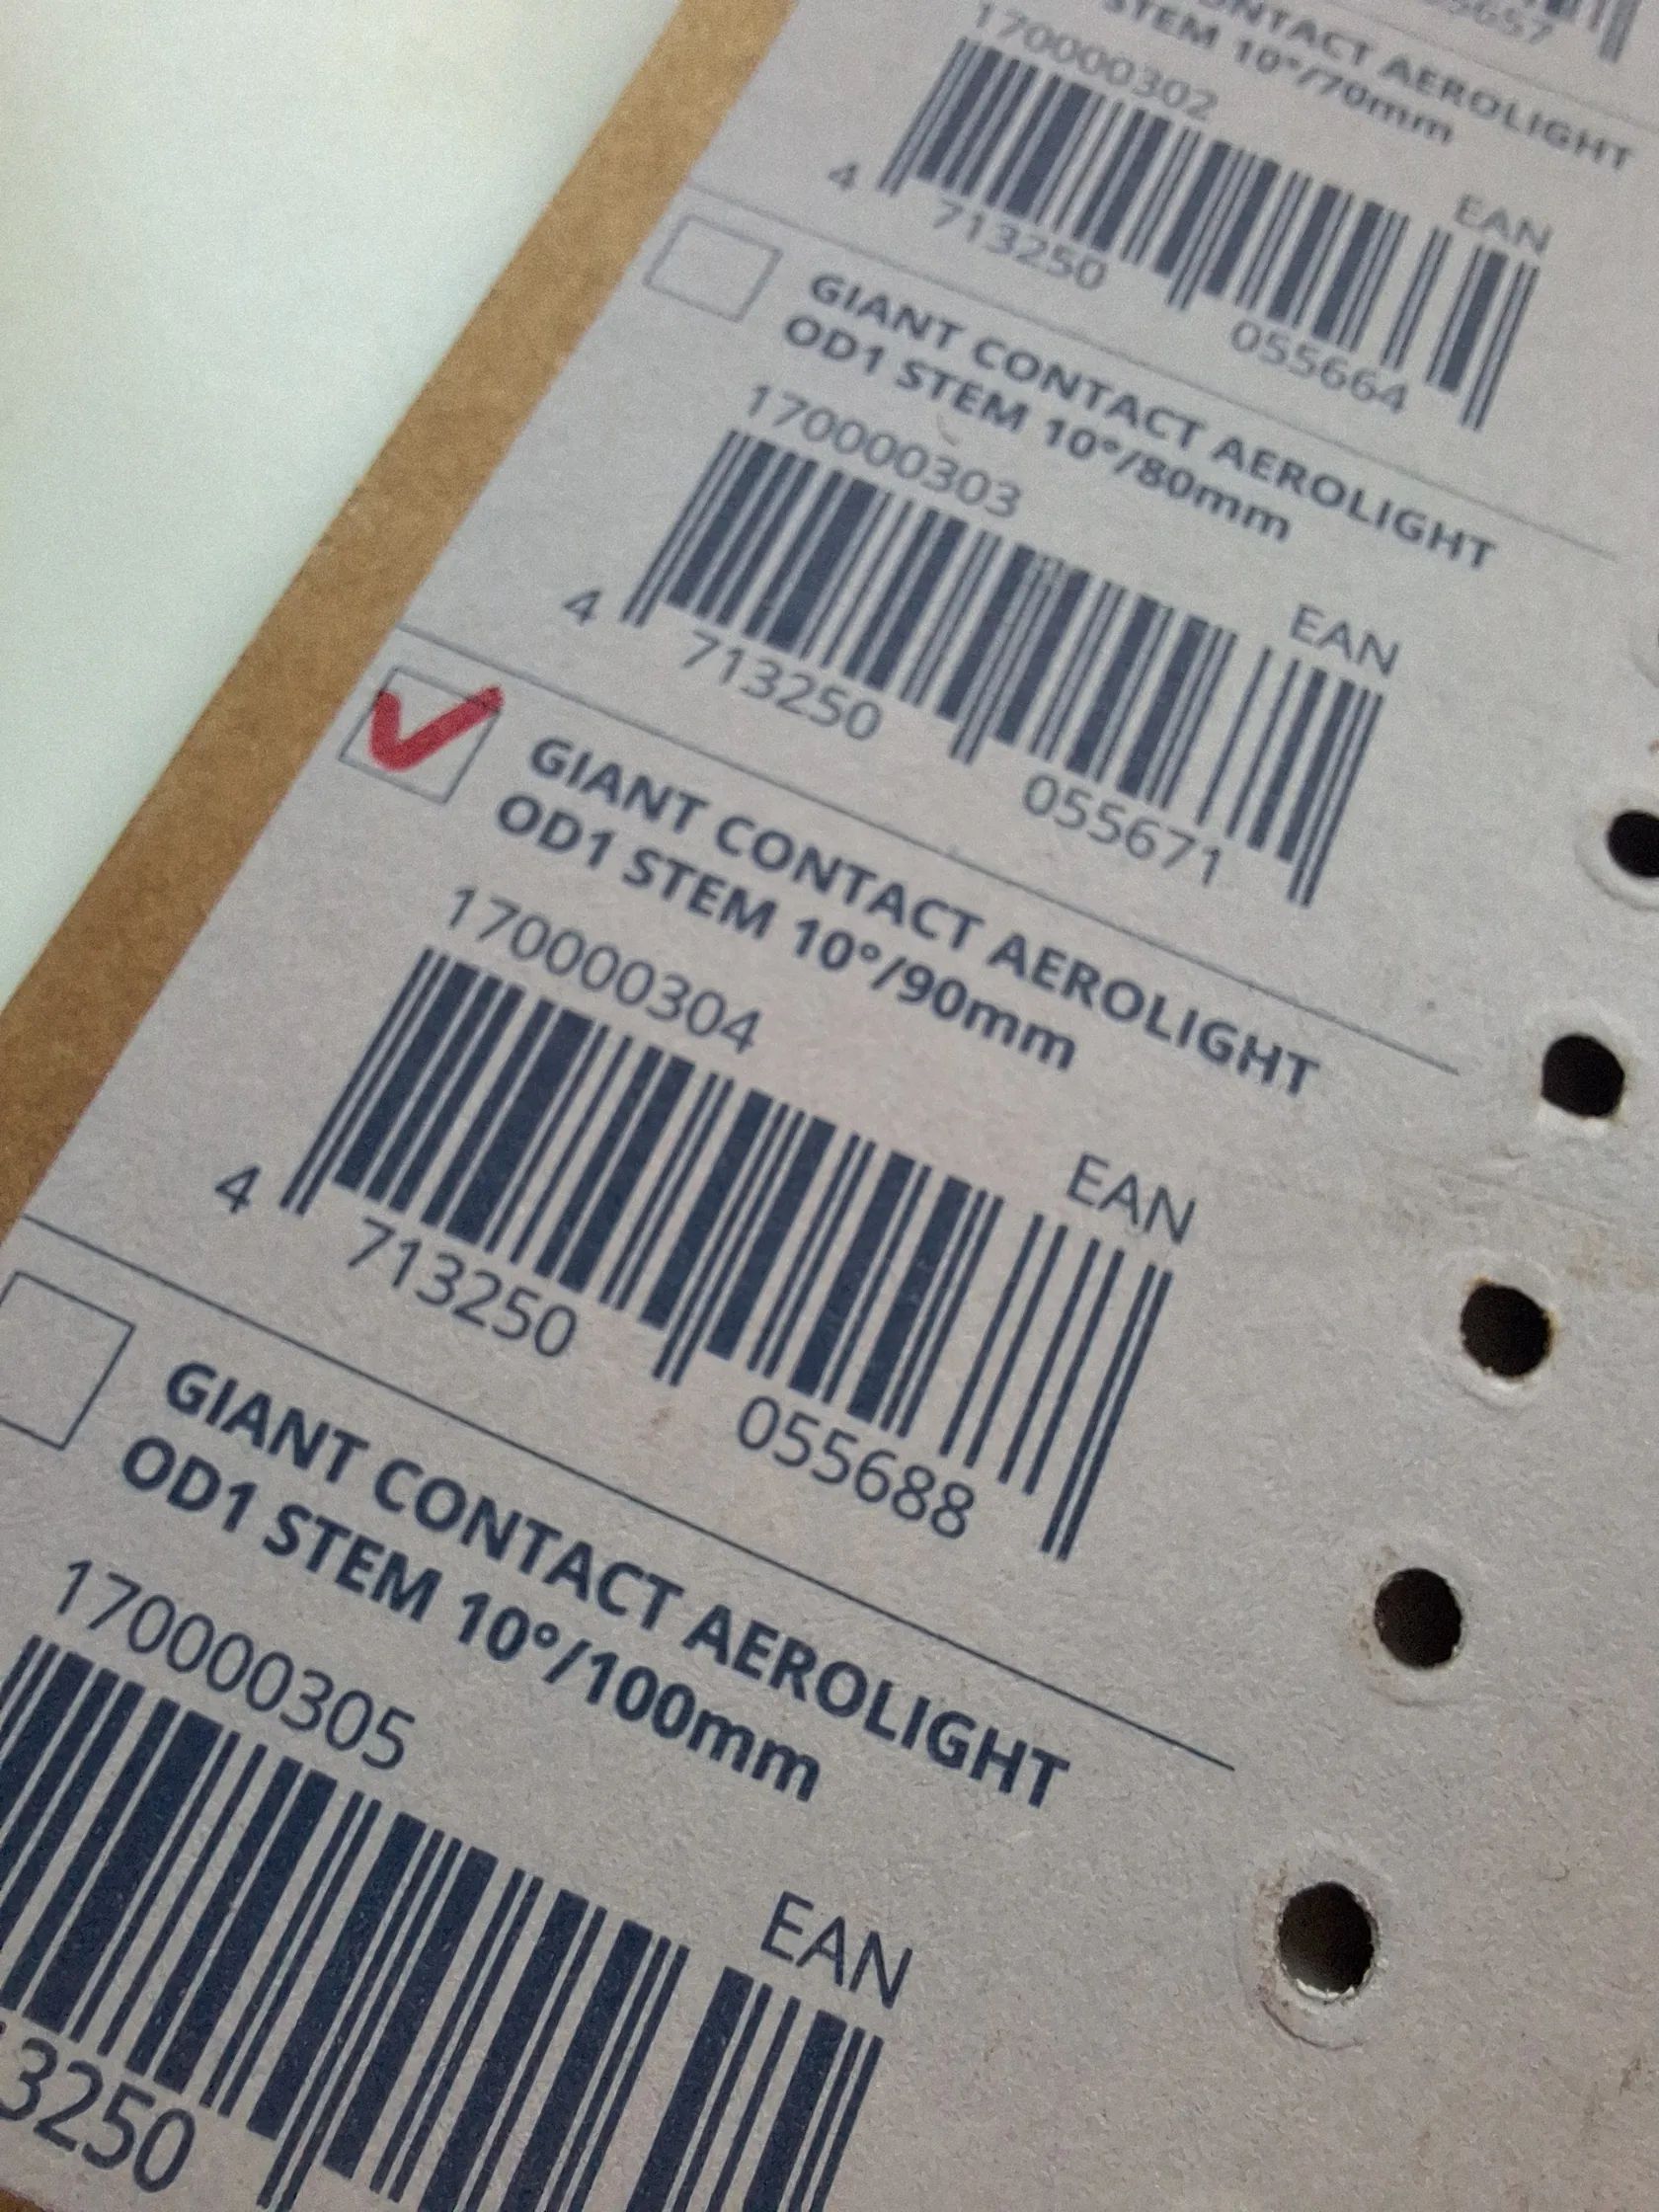 CONTACT AEROLIGHT
STEM 10°/70mm
170000302
EAN
4 713250 055664
GIANT CONTACT AEROLIGHT
OD1 STEM 10°/80mm
170000303
EAN
4 713250 055671
GIANT CONTACT AEROLIGHT
OD1 STEM 10°/90mm
170000304
EAN
4 713250 055688
GIANT CONTACT AEROLIGHT
OD1 STEM 10°/100mm
170000305
EAN
3250